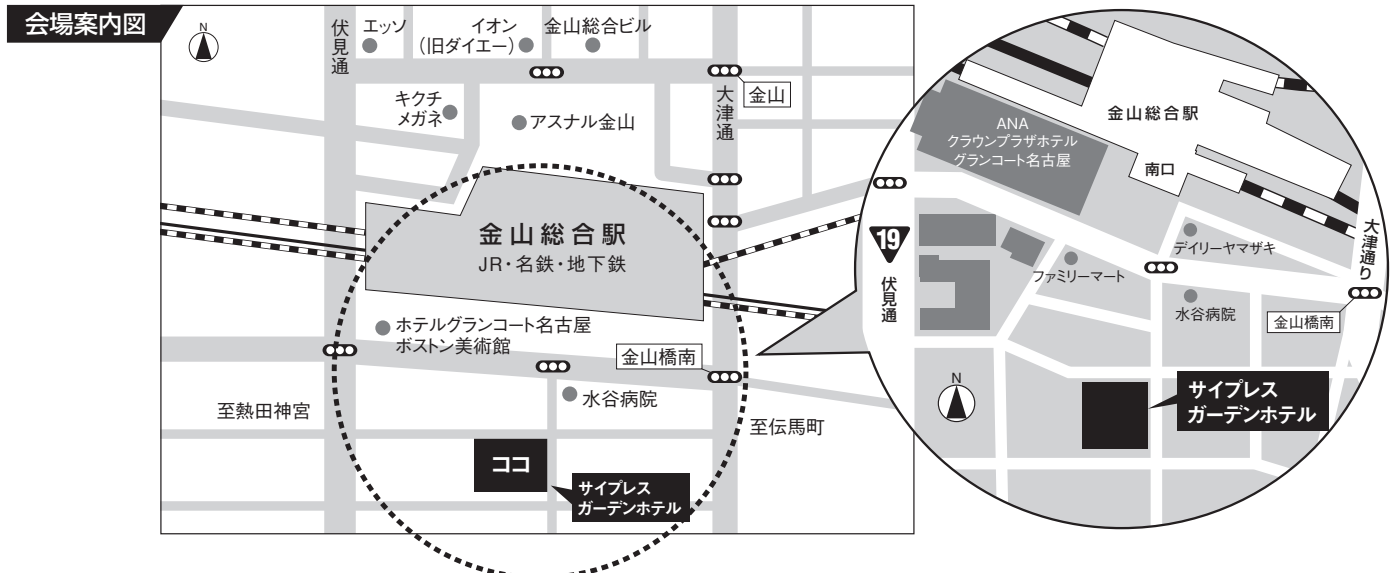 会場案内図
N
伏見通
エッソ
イオン
(旧ダイエー)
金山総合ビル
金山
大津通
キクチ
メガネ
アスナル金山
金山総合駅
JR・名鉄・地下鉄
ホテルグランコート名古屋
ボストン美術館
金山橋南
水谷病院
至熱田神宮
至伝馬町
ココ
サイプレス
ガーデンホテル
金山総合駅
ANA
クラウンプラザホテル
グランコート名古屋
南口
19
伏見通
大津通り
デイリーヤマザキ
ファミリーマート
水谷病院
金山橋南
N
サイプレス
ガーデンホテル